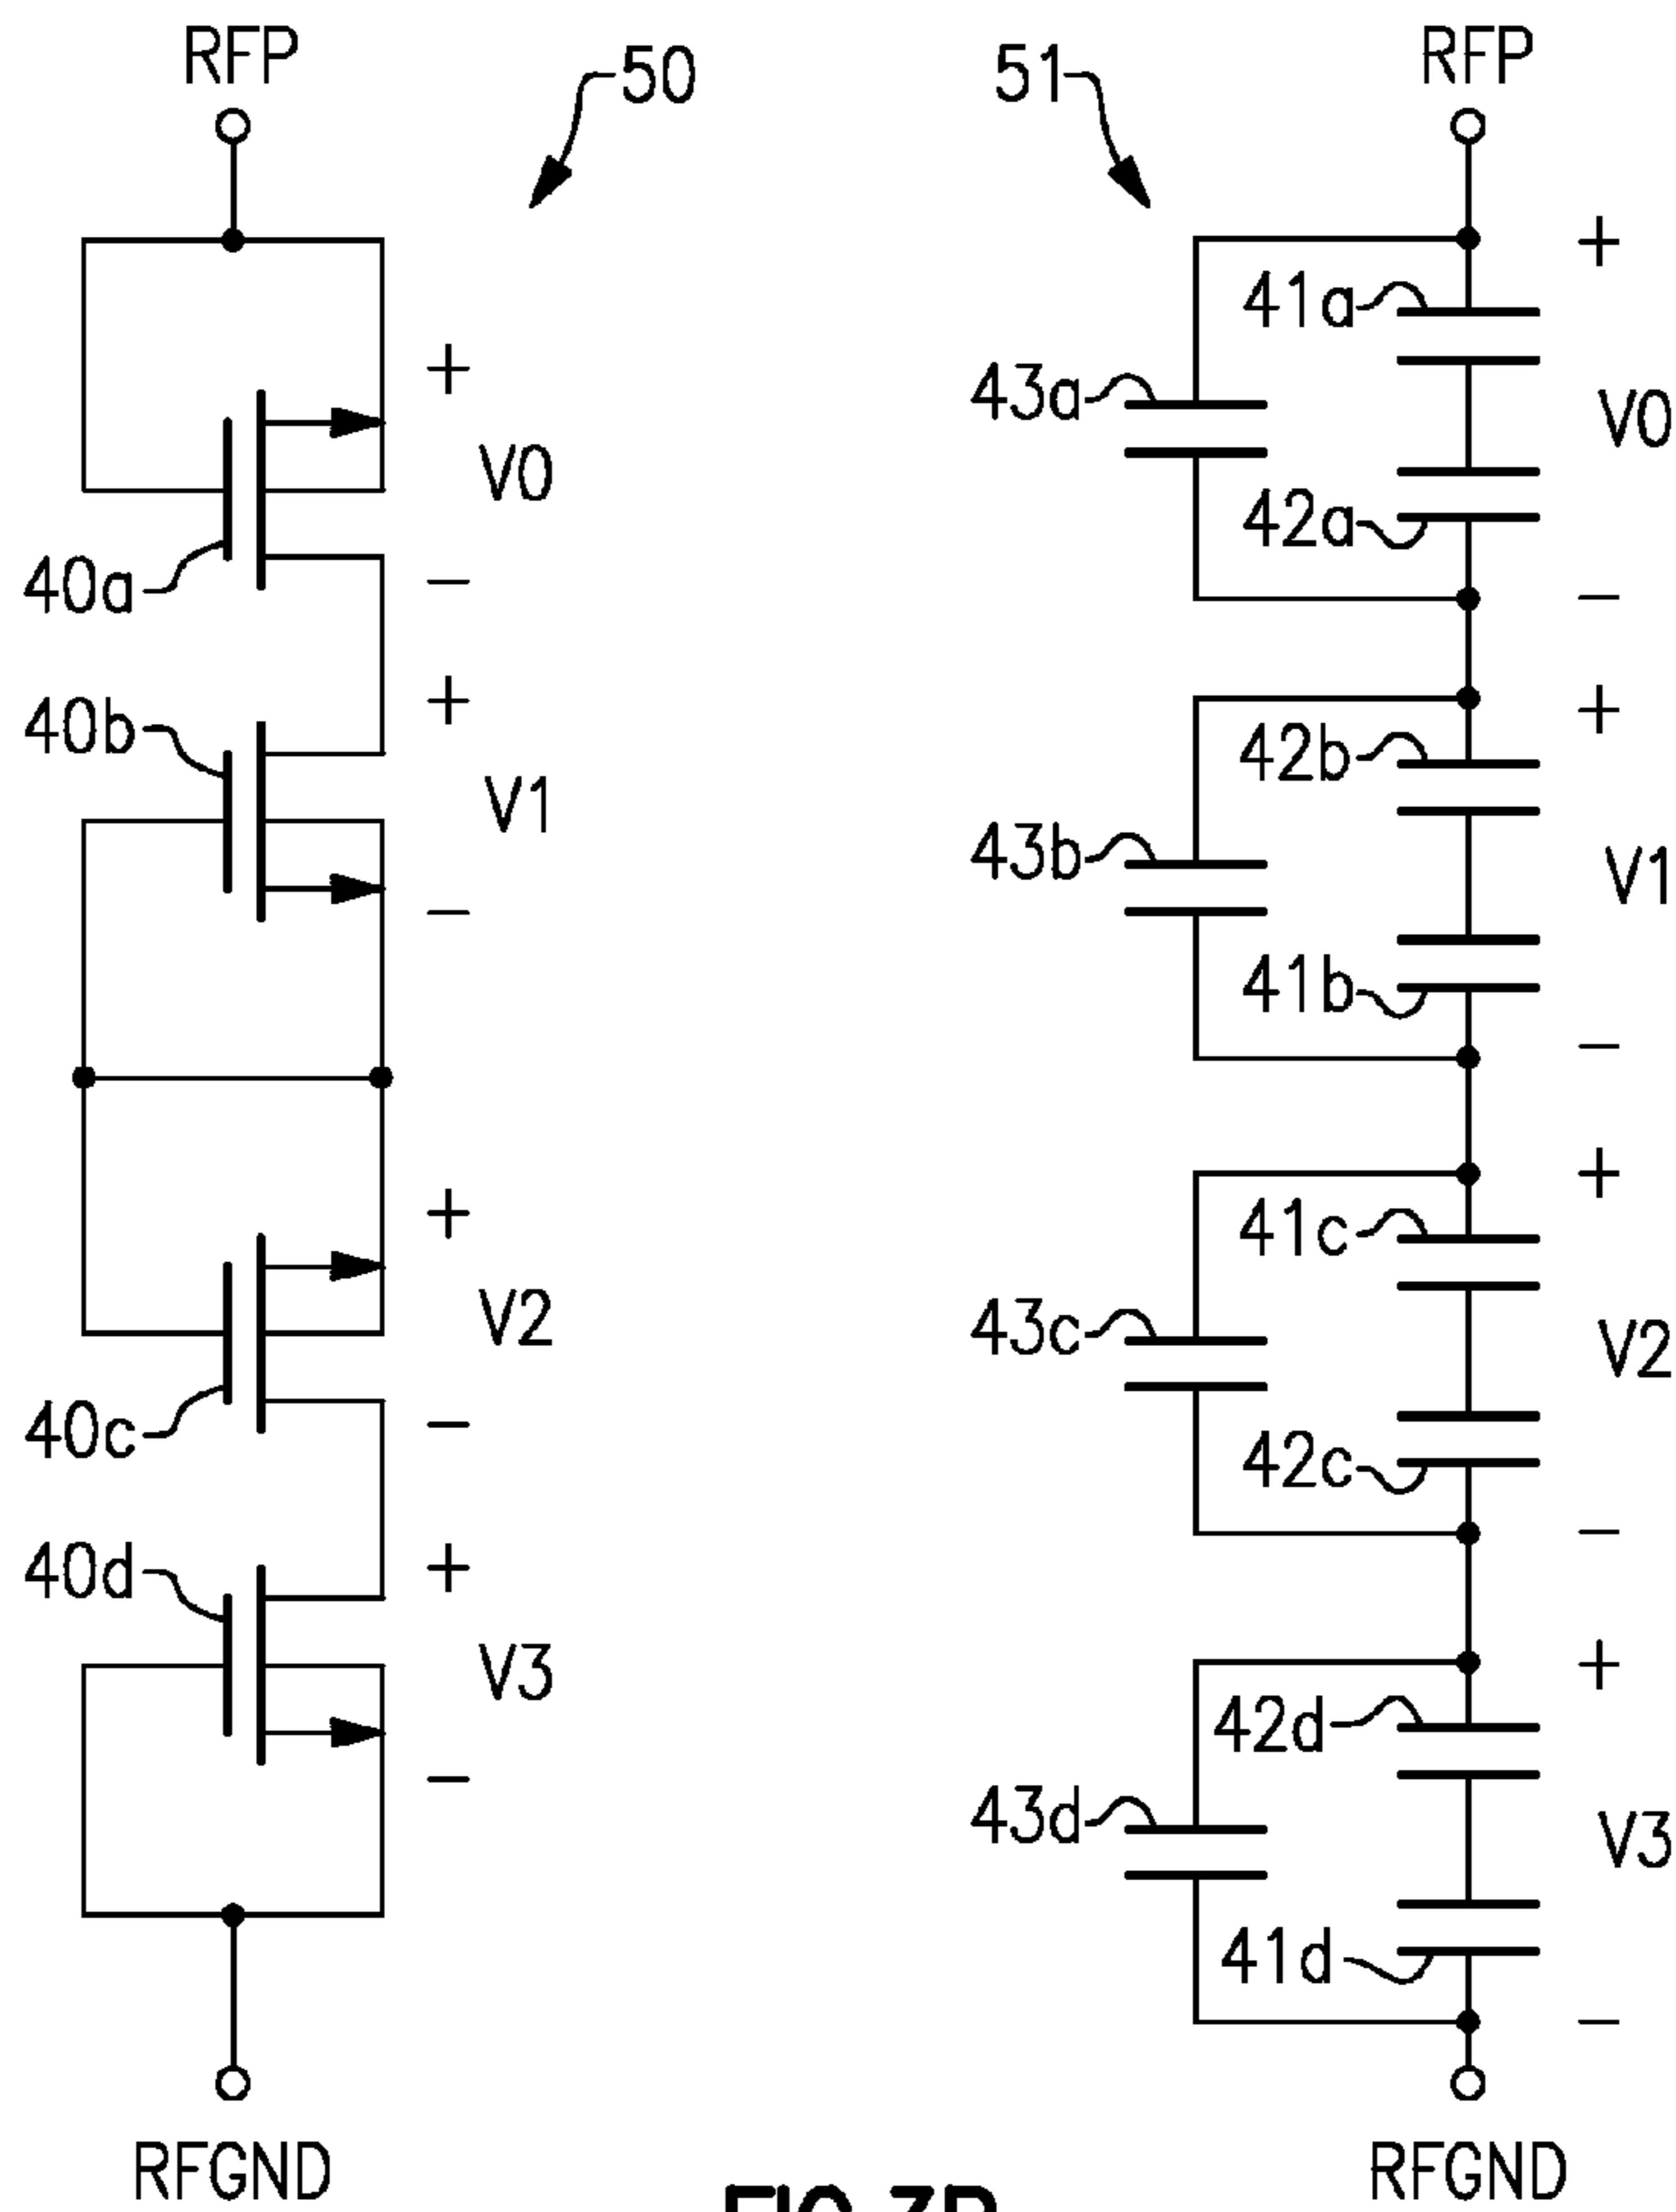 RFP
50
+
V0
40a
−
40b
+
V1
−
+
V2
40c
−
40d
+
V3
−
RFGND
51
RFP
+
41a
43a
V0
42a
−
+
42b
43b
V1
41b
−
+
41c
43c
V2
42c
−
+
42d
43d
V3
41d
−
RFGND